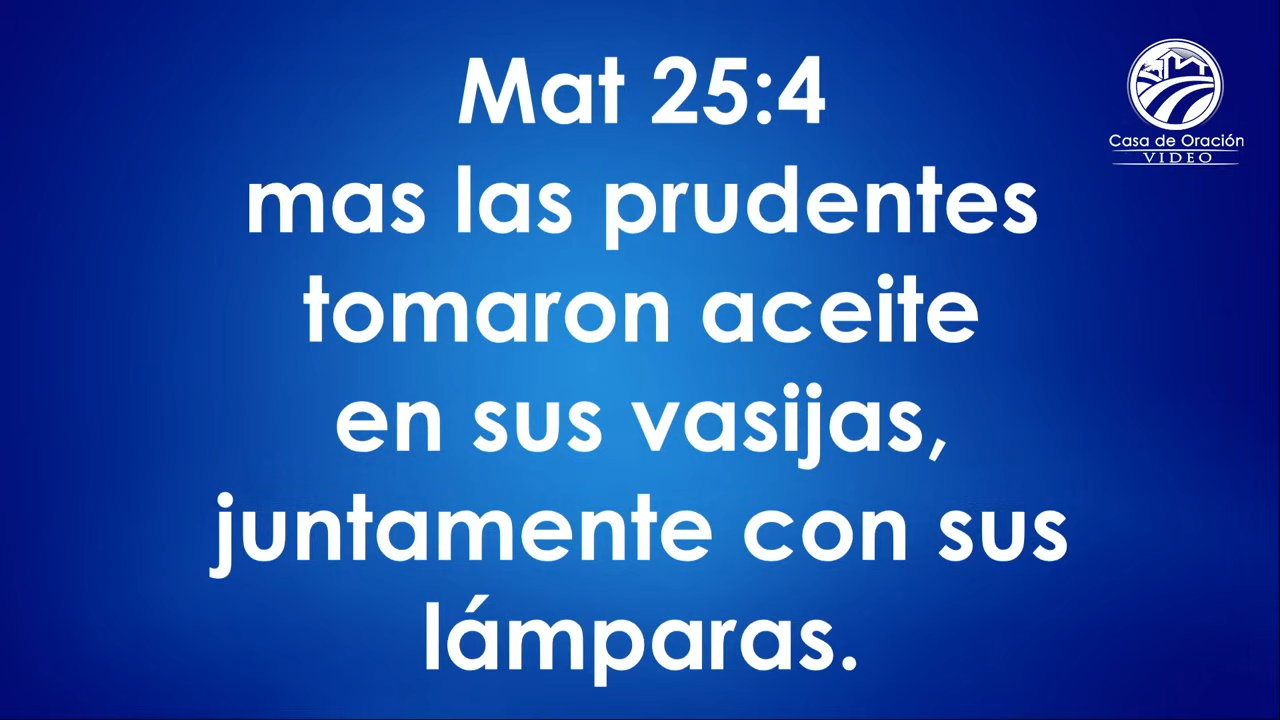 Mat 25:4
mas las prudentes
tomaron aceite
en sus vasijas,
juntamente con sus
lámparas.
Casa de Oración
VIDEO